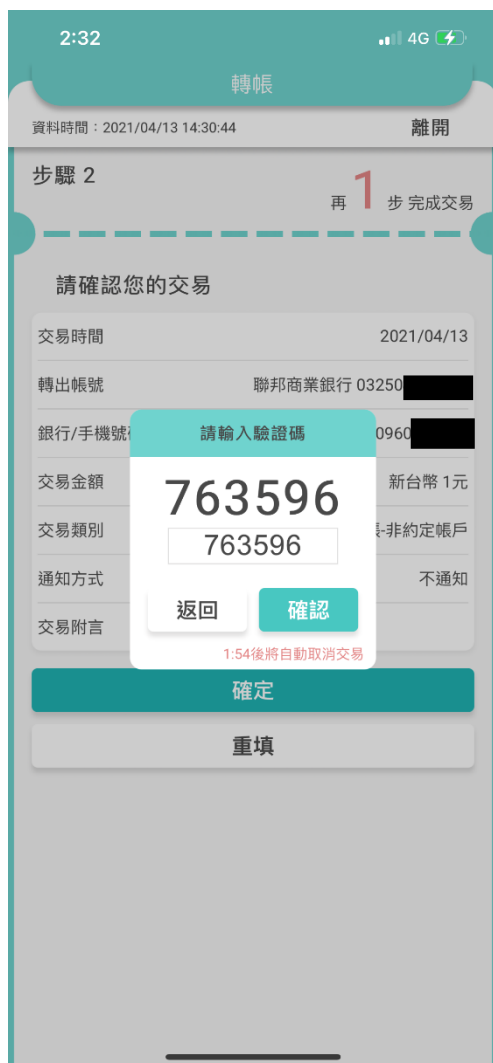 2:32 4G
轉帳
資料時間：2021/04/13 14:30:44 離開
步驟 2
再 1 步 完成交易
請確認您的交易
交易時間 2021/04/13
轉出帳號 聯邦商業銀行 03250
銀行/手機號 0960
請輸入驗證碼
交易金額 新台幣 1元
763596
交易類別 -非約定帳戶
763596
通知方式 不通知
返回 確認
交易附言
1:54後將自動取消交易
確定
重填